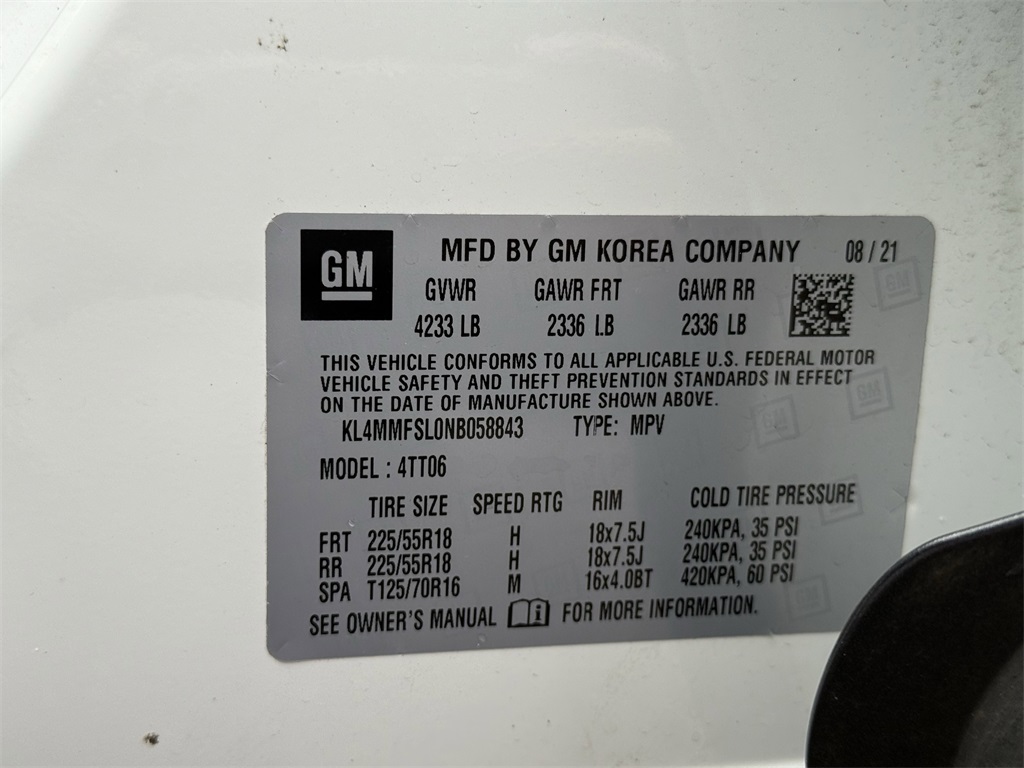 GM MFD BY GM KOREA COMPANY 08 / 21
GVWR GAWR FRT GAWR RR
4233 LB 2336 LB 2336 LB
THIS VEHICLE CONFORMS TO ALL APPLICABLE U.S. FEDERAL MOTOR
VEHICLE SAFETY AND THEFT PREVENTION STANDARDS IN EFFECT
ON THE DATE OF MANUFACTURE SHOWN ABOVE.
KL4MMFSL0NB058843 TYPE: MPV
MODEL : 4TT06
TIRE SIZE SPEED RTG RIM COLD TIRE PRESSURE
FRT 225/55R18 H 18x7.5J 240KPA, 35 PSI
RR 225/55R18 H 18x7.5J 240KPA, 35 PSI
SPA T125/70R16 M 16x4.0BT 420KPA, 60 PSI
SEE OWNER'S MANUAL FOR MORE INFORMATION.